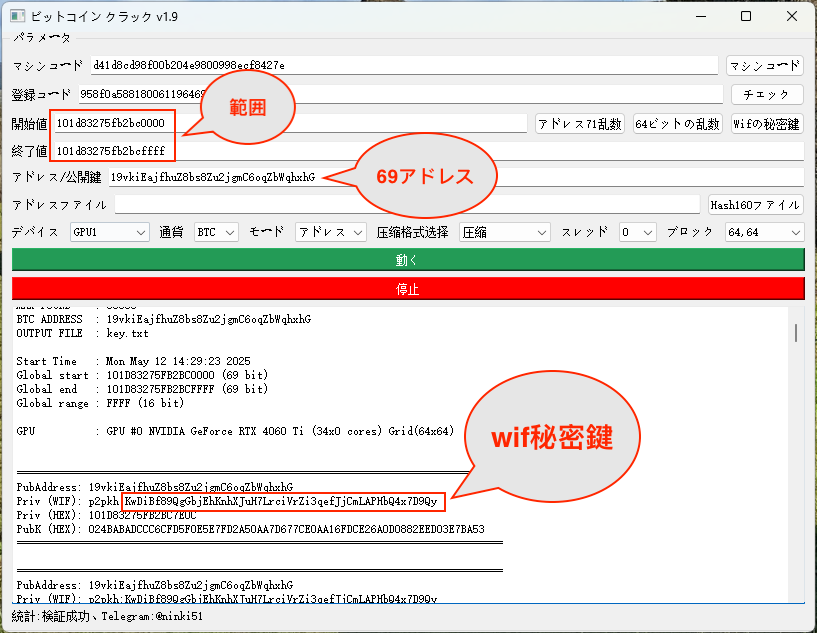 ビットコイン クラック v1.9
パラメータ
マシンコード d41d8cd98f00b204e9800998ecf8427e マシンコード
登録コード 958f0a588180061196469 チェック
範囲
開始値 101d83275fb2bc0000 アドレス71乱数 64ビットの乱数 Wifの秘密鍵
終了値 101d83275fb2bcffff
アドレス/公開鍵 19vkiEajfhuZ8bs8Zu2jgmC6oqZbWqhxhG
69アドレス
アドレスファイル Hash160ファイル
デバイス GPU1 通貨 BTC モード アドレス 圧縮格式选择 圧縮 スレッド 0 ブロック 64,64
動く
停止
BTC ADDRESS : 19vkiEajfhuZ8bs8Zu2jgmC6oqZbWqhxhG
OUTPUT FILE : key.txt
Start Time : Mon May 12 14:29:23 2025
Global start : 101D83275FB2BC0000 (69 bit)
Global end : 101D83275FB2BCFFFF (69 bit)
Global range : FFFF (16 bit)
GPU : GPU #0 NVIDIA GeForce RTX 4060 Ti (34x0 cores) Grid(64x64)
wif秘密鍵
PubAddress: 19vkiEajfhuZ8bs8Zu2jgmC6oqZbWqhxhG
Priv (WIF): p2pkh:KwDiBf89QgGbjEhKnhXJuH7LrciVrZi3qefJjCmLAPHbQ4x7D9Qy
Priv (HEX): 101D83275FB2BC7E0C
PubK (HEX): 024BABADCCC6CFD5F0E5E7FD2A50AA7D677CE0AA16FDCE26A0D0882EED03E7BA53
PubAddress: 19vkiEajfhuZ8bs8Zu2jgmC6oqZbWqhxhG
Priv (WIF): p2pkh:KwDiBf89QgGbjEhKnhXJuH7LrciVrZi3qefJjCmLAPHbQ4x7D9Qy
統計:検証成功、Telegram:@ninki51